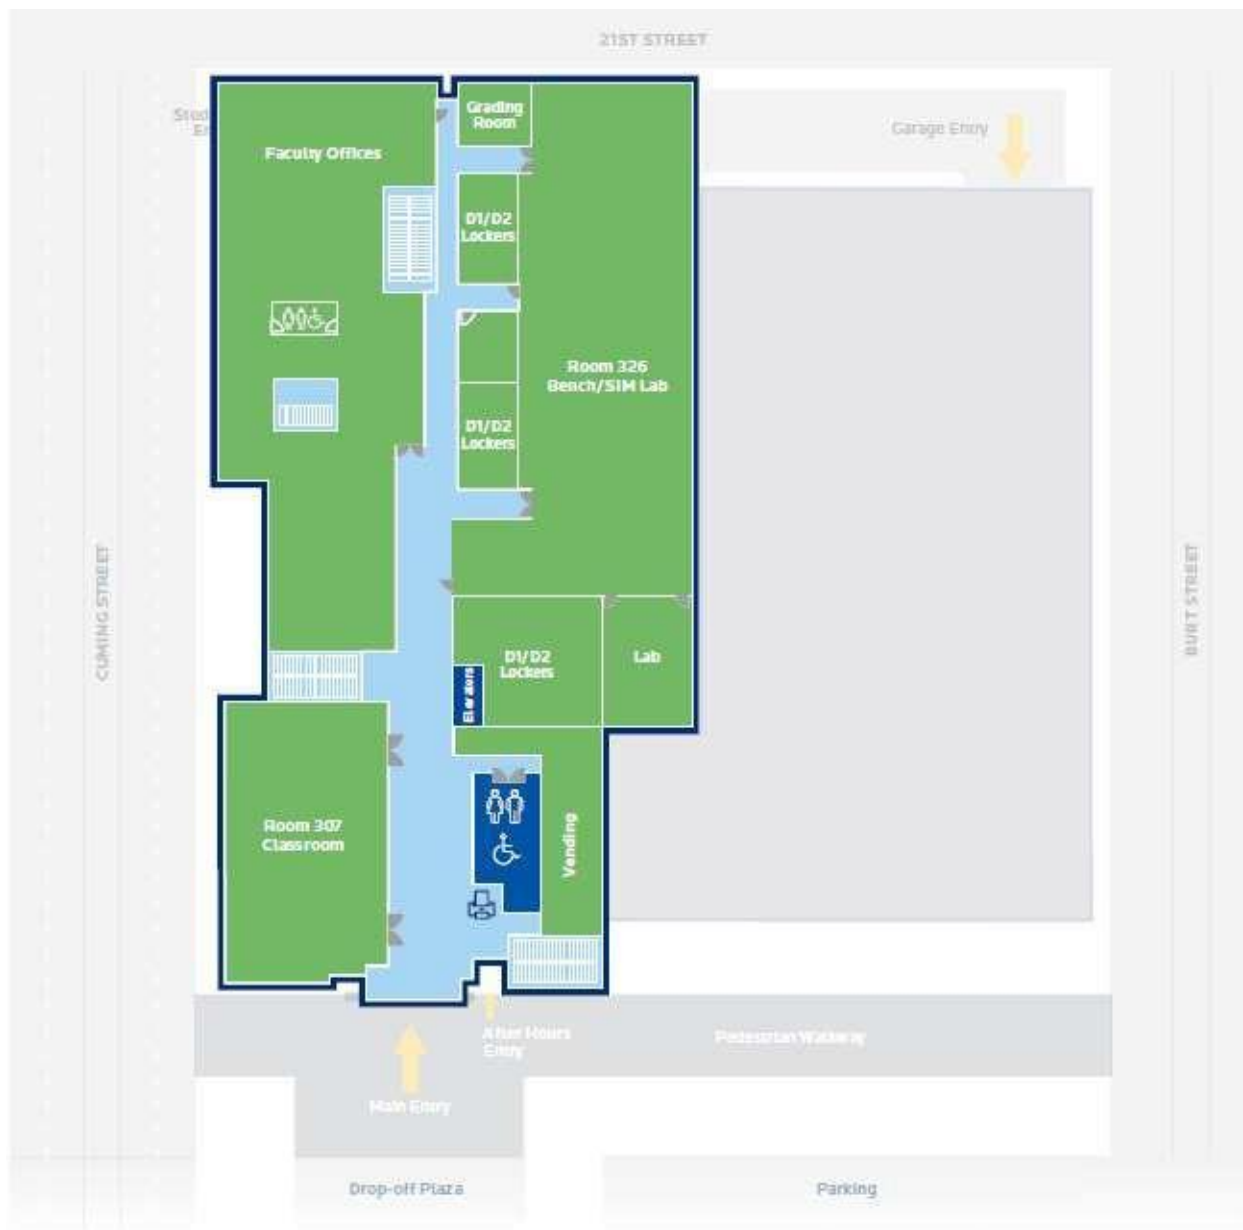 21ST STREET
Grading
Room
Garage Entry
Faculty Offices
D1/D2
Lockers
Room 326
Bench/SIM Lab
D1/D2
Lockers
CUMING STREET
BURT STREET
D1/D2
Lockers
Lab
Elevators
Room 307
Classroom
Vending
After Hours
Entry
Pedestrian Walkway
Main Entry
Drop-off Plaza
Parking